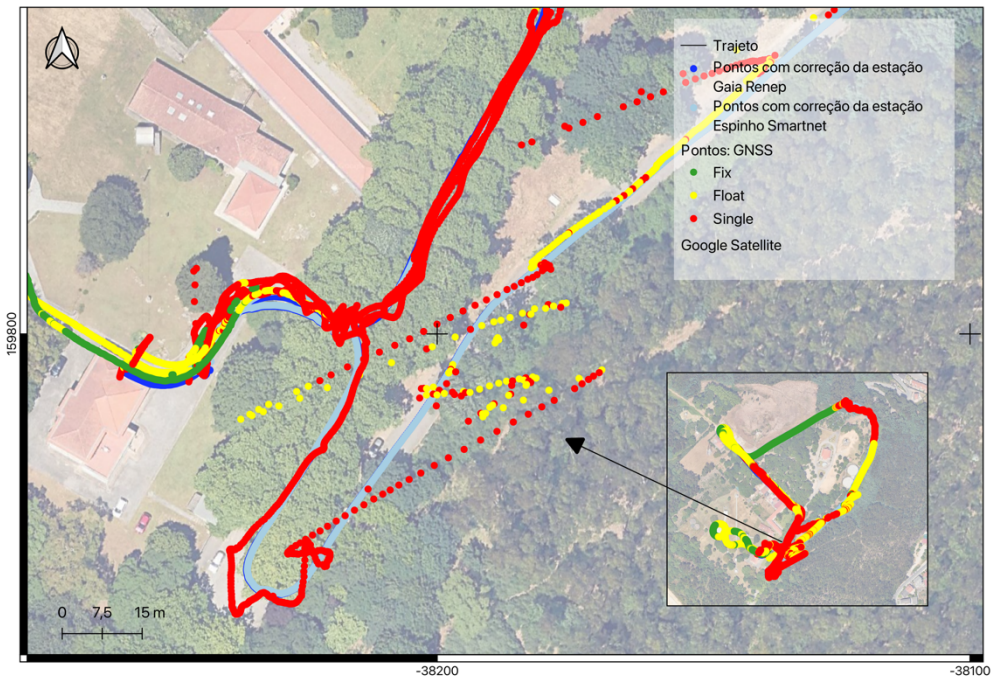 Trajeto
Pontos com correção da estação
Gaia Renep
Pontos com correção da estação
Espinho Smartnet
Pontos: GNSS
Fix
Float
Single
Google Satellite
159800
0 7,5 15 m
-38200 -38100